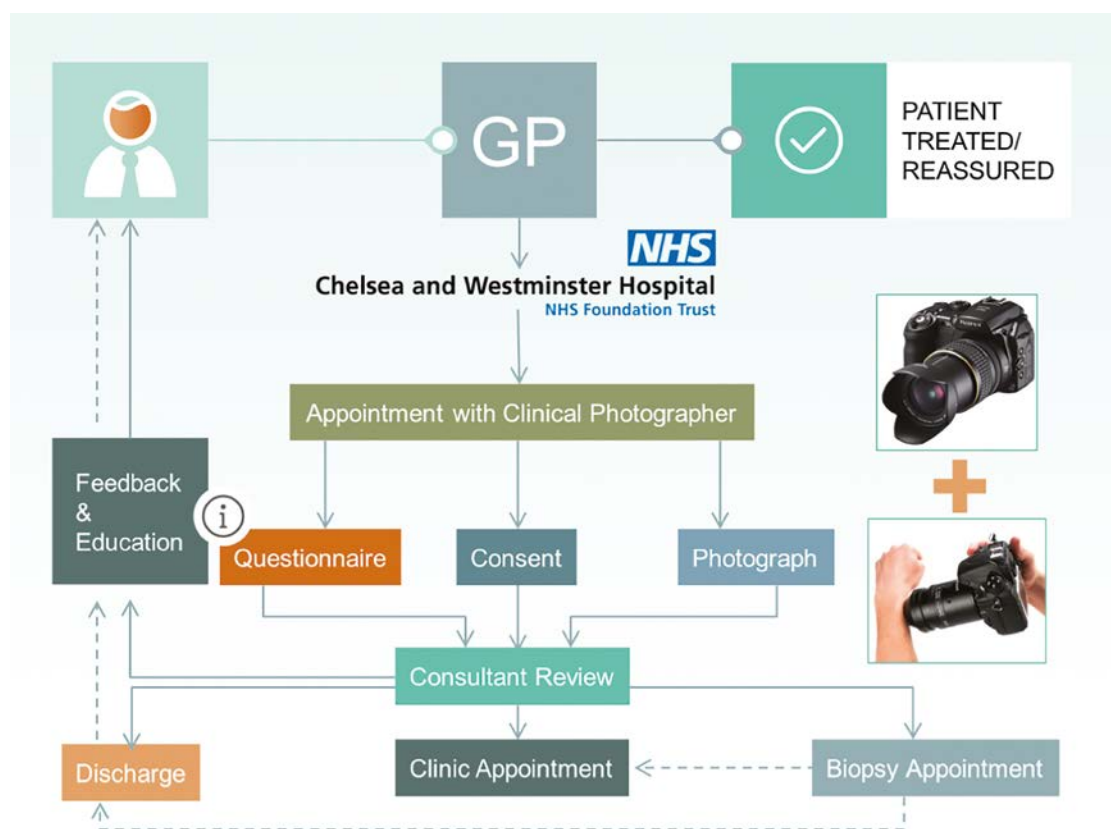 GP
PATIENT
TREATED/
REASSURED
NHS
Chelsea and Westminster Hospital
NHS Foundation Trust
Appointment with Clinical Photographer
Feedback
&
Education
i
Questionnaire
Consent
Photograph
Consultant Review
Discharge
Clinic Appointment
Biopsy Appointment